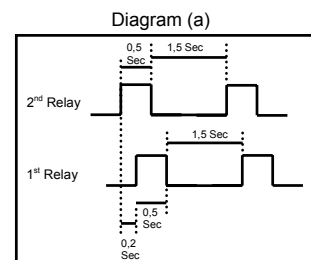 Diagram (a)
0,5
Sec
1,5 Sec
2nd Relay
1,5 Sec
1st Relay
0,5
Sec
0,2
Sec